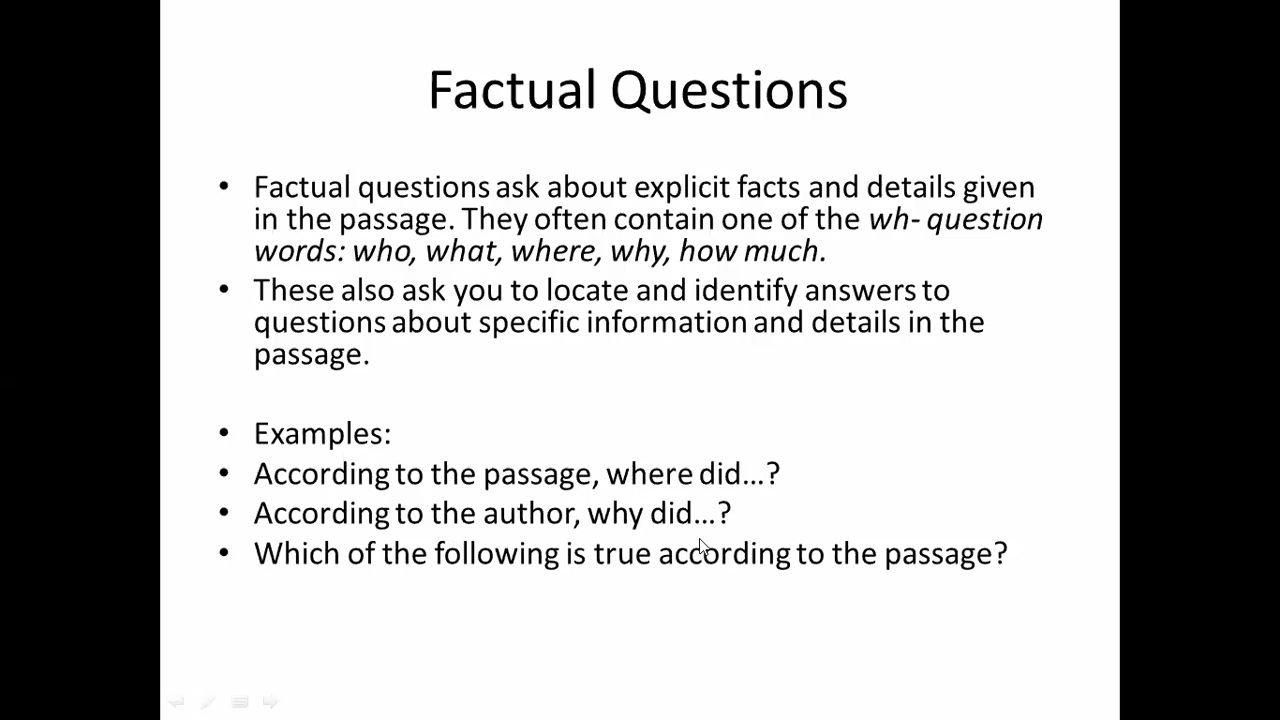 Factual Questions
• Factual questions ask about explicit facts and details given
in the passage. They often contain one of the wh- question
words: who, what, where, why, how much.
• These also ask you to locate and identify answers to
questions about specific information and details in the
passage.
• Examples:
• According to the passage, where did...?
• According to the author, why did...?
• Which of the following is true according to the passage?